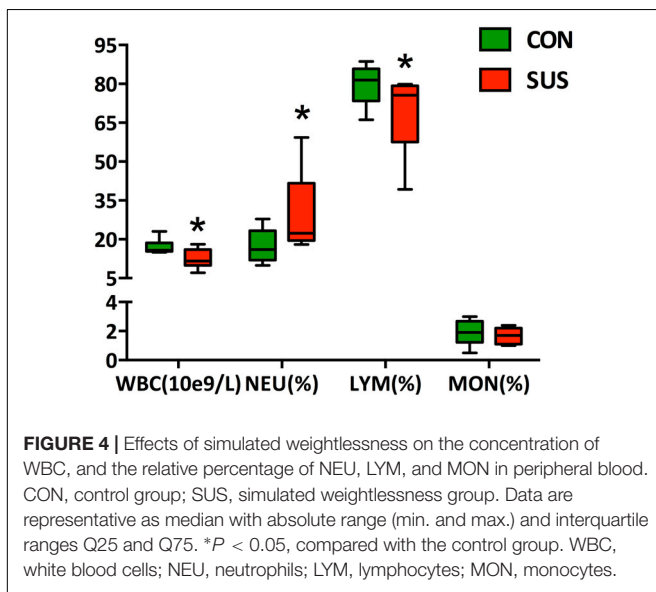 95
80
65
50
35
20
5
4
2
0
CON
SUS
*
*
*
WBC(10e9/L) NEU(%) LYM(%) MON(%)
FIGURE 4 | Effects of simulated weightlessness on the concentration of
WBC, and the relative percentage of NEU, LYM, and MON in peripheral blood.
CON, control group; SUS, simulated weightlessness group. Data are
representative as median with absolute range (min. and max.) and interquartile
ranges Q25 and Q75. *P < 0.05, compared with the control group. WBC,
white blood cells; NEU, neutrophils; LYM, lymphocytes; MON, monocytes.